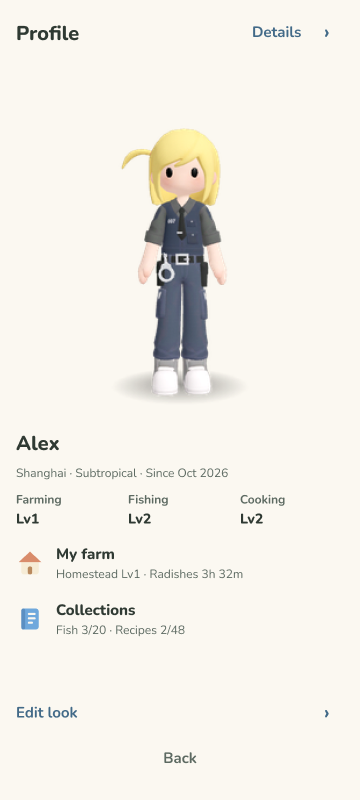 Profile
Details ›
Alex
Shanghai · Subtropical · Since Oct 2026
Farming Fishing Cooking
Lv1 Lv2 Lv2
My farm
Homestead Lv1 · Radishes 3h 32m
Collections
Fish 3/20 · Recipes 2/48
Edit look ›
Back